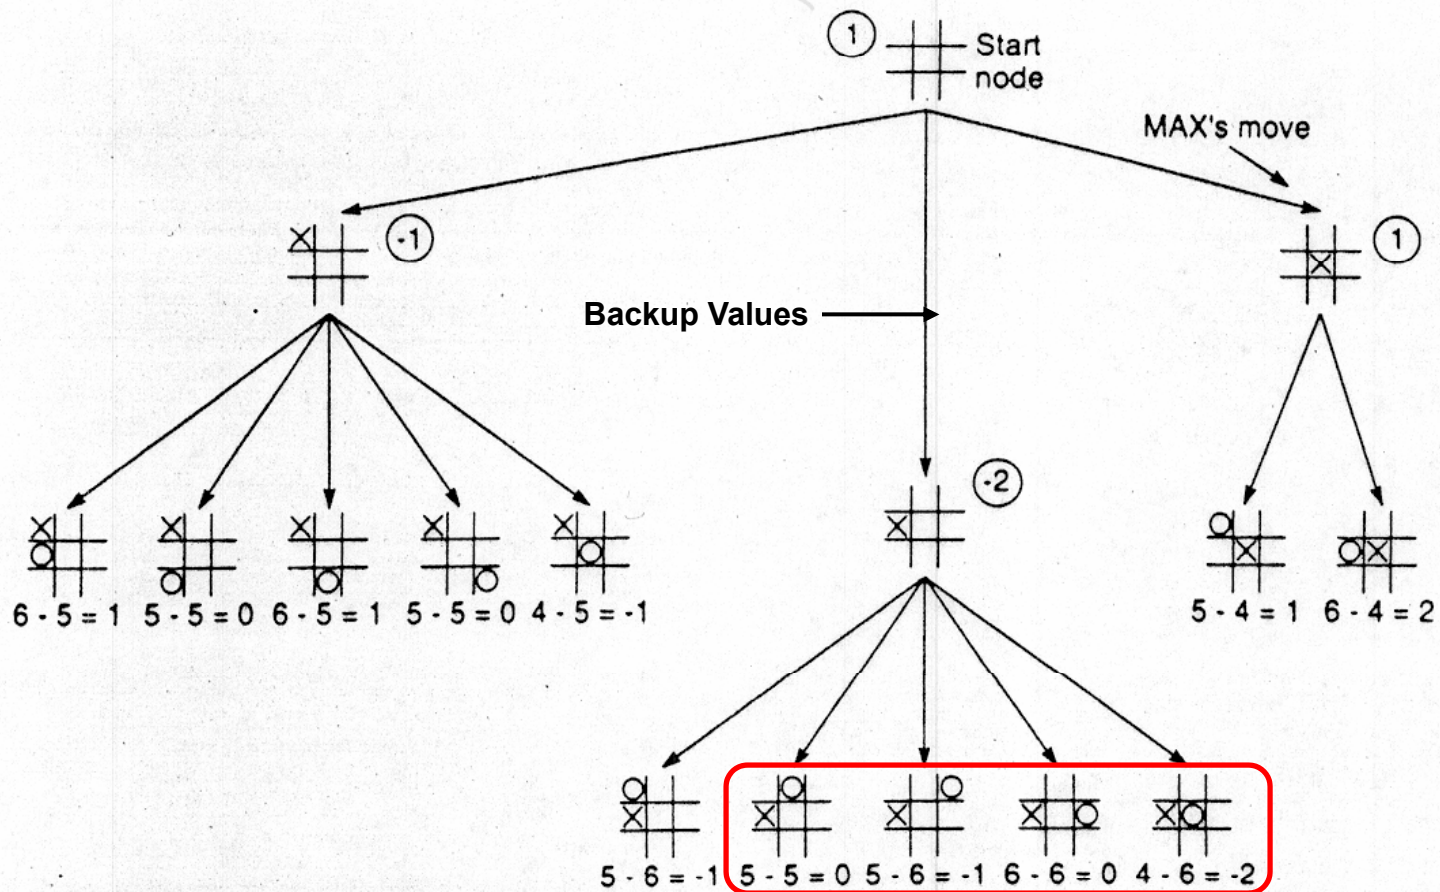 1
Start
node
MAX's move
-1
1
X
X
Backup Values
-2
X
X
O
X
O
X
O
X
O
X
O
O
X
O X
6 - 5 = 1
5 - 5 = 0
6 - 5 = 1
5 - 5 = 0
4 - 5 = -1
5 - 4 = 1
6 - 4 = 2
O
X
O
X
O
X
X O
X O
5 - 6 = -1
5 - 5 = 0
5 - 6 = -1
6 - 6 = 0
4 - 6 = -2